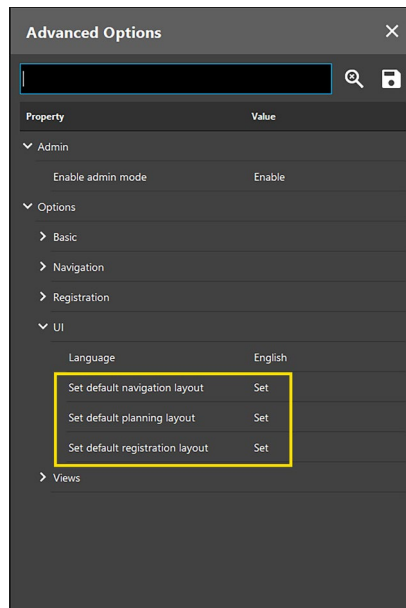 Advanced Options
Property Value
Admin
Enable admin mode Enable
Options
Basic
Navigation
Registration
UI
Language English
Set default navigation layout Set
Set default planning layout Set
Set default registration layout Set
Views